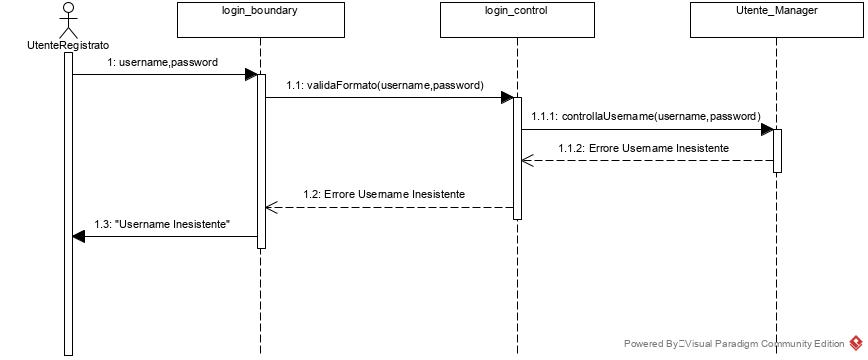 login_boundary
login_control
Utente_Manager
UtenteRegistrato
1: username,password
1.1: validaFormato(username,password)
1.1.1: controllaUsername(username,password)
1.1.2: Errore Username Inesistente
1.2: Errore Username Inesistente
1.3: "Username Inesistente"
Powered By Visual Paradigm Community Edition